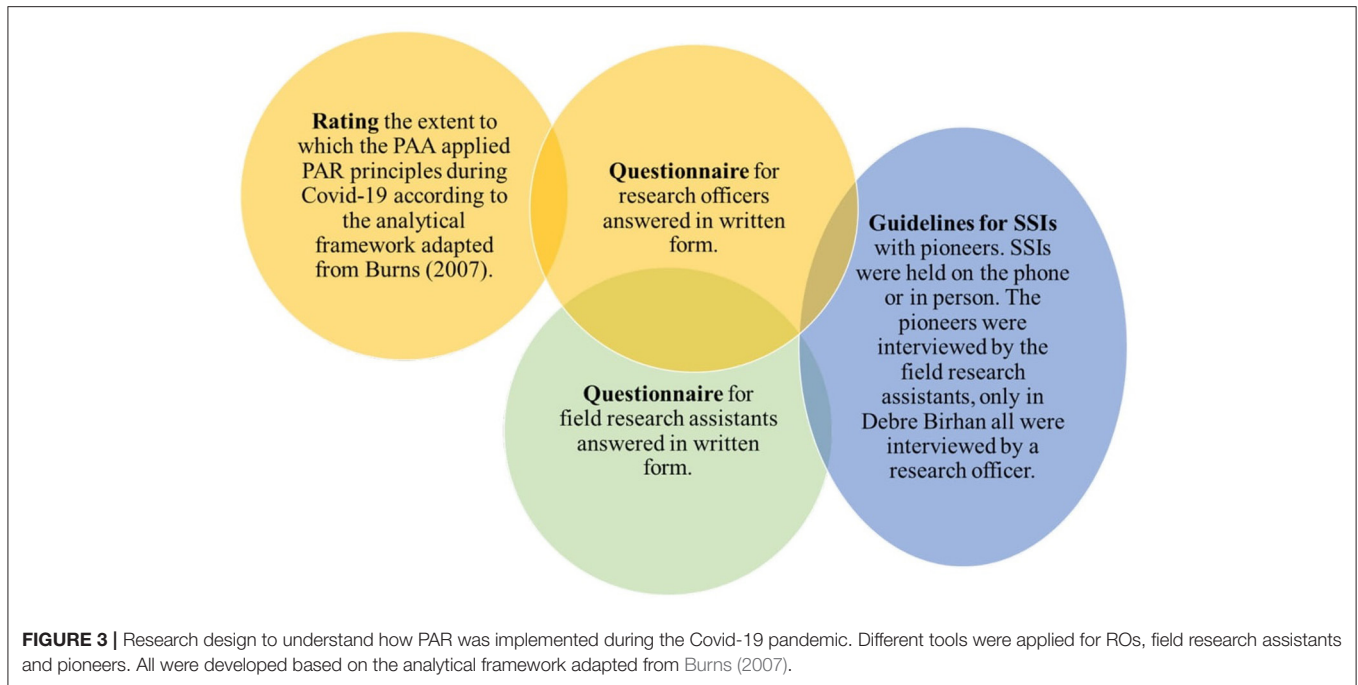 Rating the extent to
which the PAA applied
PAR principles during
Covid-19 according to
the analytical
framework adapted
from Burns (2007).
Questionnaire for
research officers
answered in written
form.
Questionnaire for
field research assistants
answered in written
form.
Guidelines for SSIs
with pioneers. SSIs
were held on the phone
or in person. The
pioneers were
interviewed by the
field research
assistants, only in
Debre Birhan all were
interviewed by a
research officer.
FIGURE 3 | Research design to understand how PAR was implemented during the Covid-19 pandemic. Different tools were applied for ROs, field research assistants
and pioneers. All were developed based on the analytical framework adapted from Burns (2007).